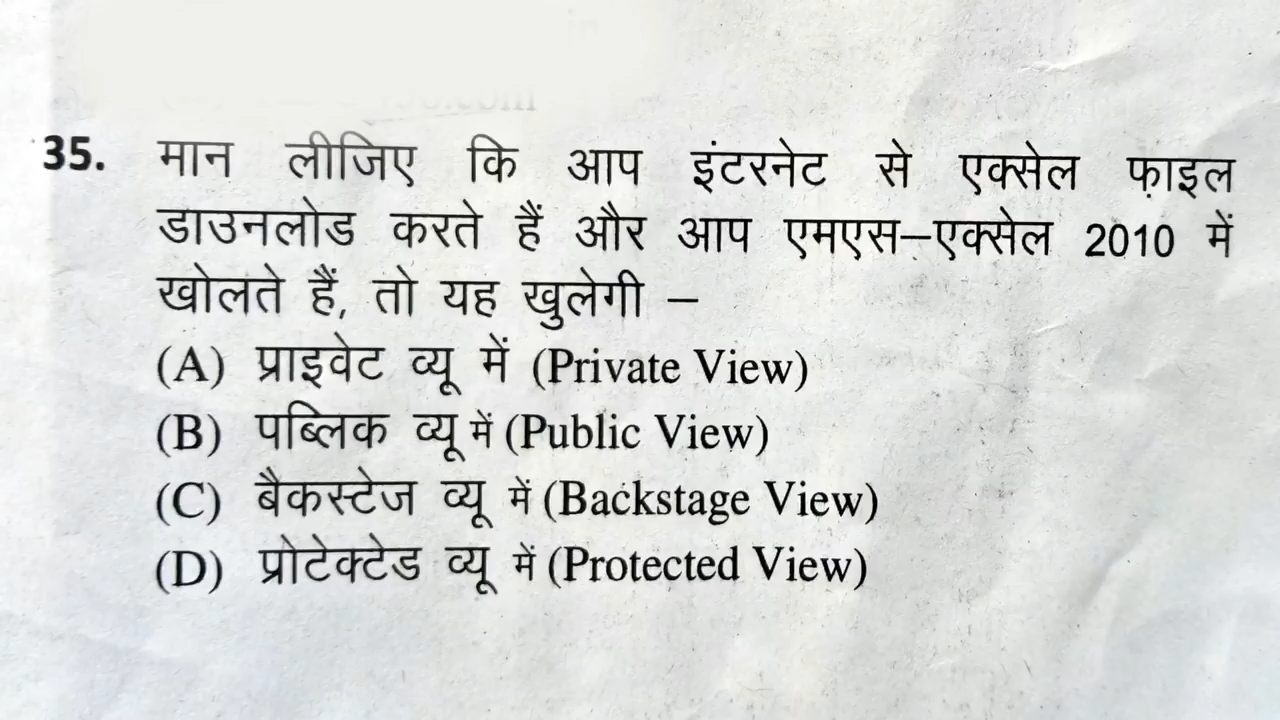 35. मान लीजिए कि आप इंटरनेट से एक्सेल फ़ाइल
डाउनलोड करते हैं और आप एमएस–एक्सेल 2010 में
खोलते हैं, तो यह खुलेगी –
(A) प्राइवेट व्यू में (Private View)
(B) पब्लिक व्यू में (Public View)
(C) बैकस्टेज व्यू में (Backstage View)
(D) प्रोटेक्टेड व्यू में (Protected View)